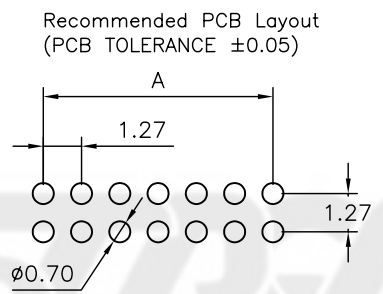 Recommended PCB Layout
(PCB TOLERANCE ±0.05)
A
1.27
1.27
ø0.70